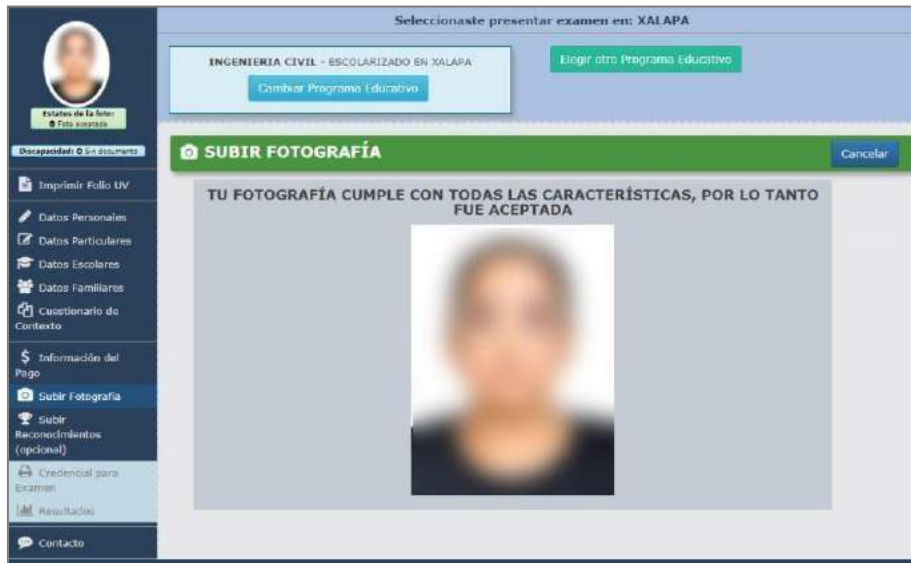 Seleccionaste presentar examen en: XALAPA
INGENIERIA CIVIL - ESCOLARIZADO EN XALAPA
Cambiar Programa Educativo
Elegir otro Programa Educativo
Estatus de la foto:
Foto aceptada
Discapacidad: Sin documento
SUBIR FOTOGRAFÍA
Cancelar
TU FOTOGRAFÍA CUMPLE CON TODAS LAS CARACTERÍSTICAS, POR LO TANTO
FUE ACEPTADA
Imprimir Folio UV
Datos Personales
Datos Particulares
Datos Escolares
Datos Familiares
Cuestionario de
Contexto
$ Información del
Pago
Subir Fotografía
Subir
Reconocimientos
(opcional)
Credencial para
Examen
Resultados
Contacto